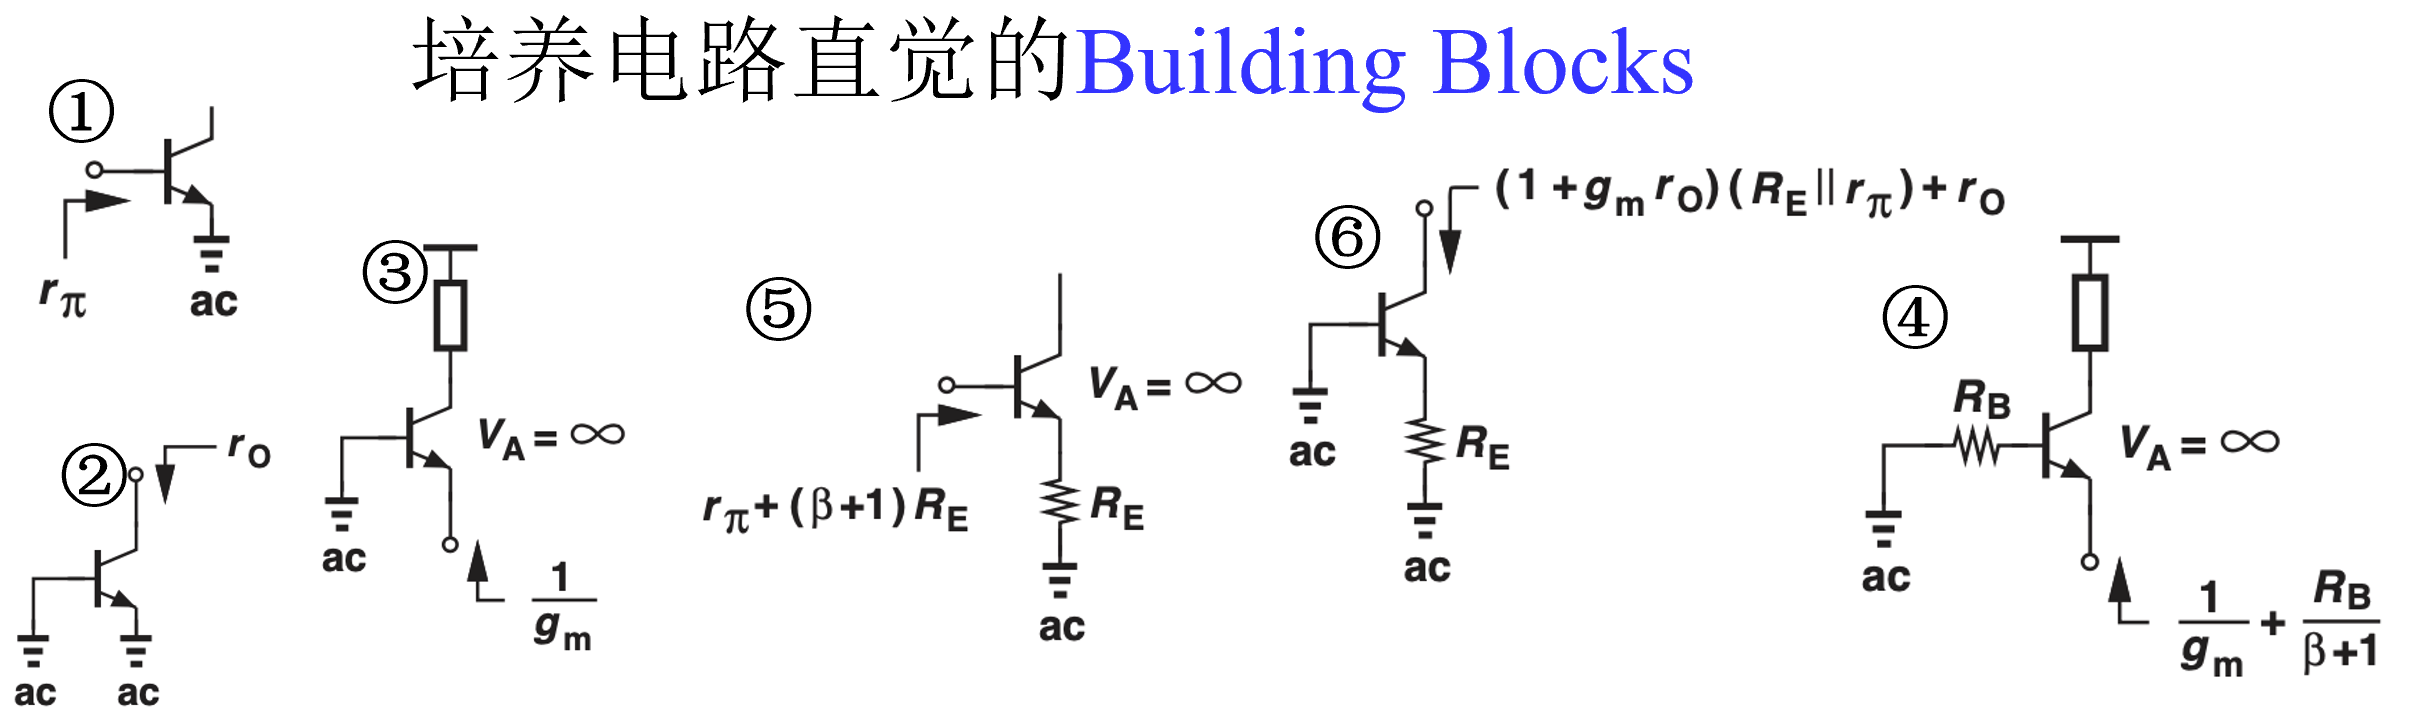 培养电路直觉的Building Blocks
①
rπ
ac
②
rO
ac
ac
③
VA = ∞
ac
1/gm
⑤
VA = ∞
rπ + (β+1) RE
RE
ac
⑥
(1 + gm rO) (RE || rπ) + rO
ac
RE
ac
④
RB
VA = ∞
ac
1/gm + RB/β+1